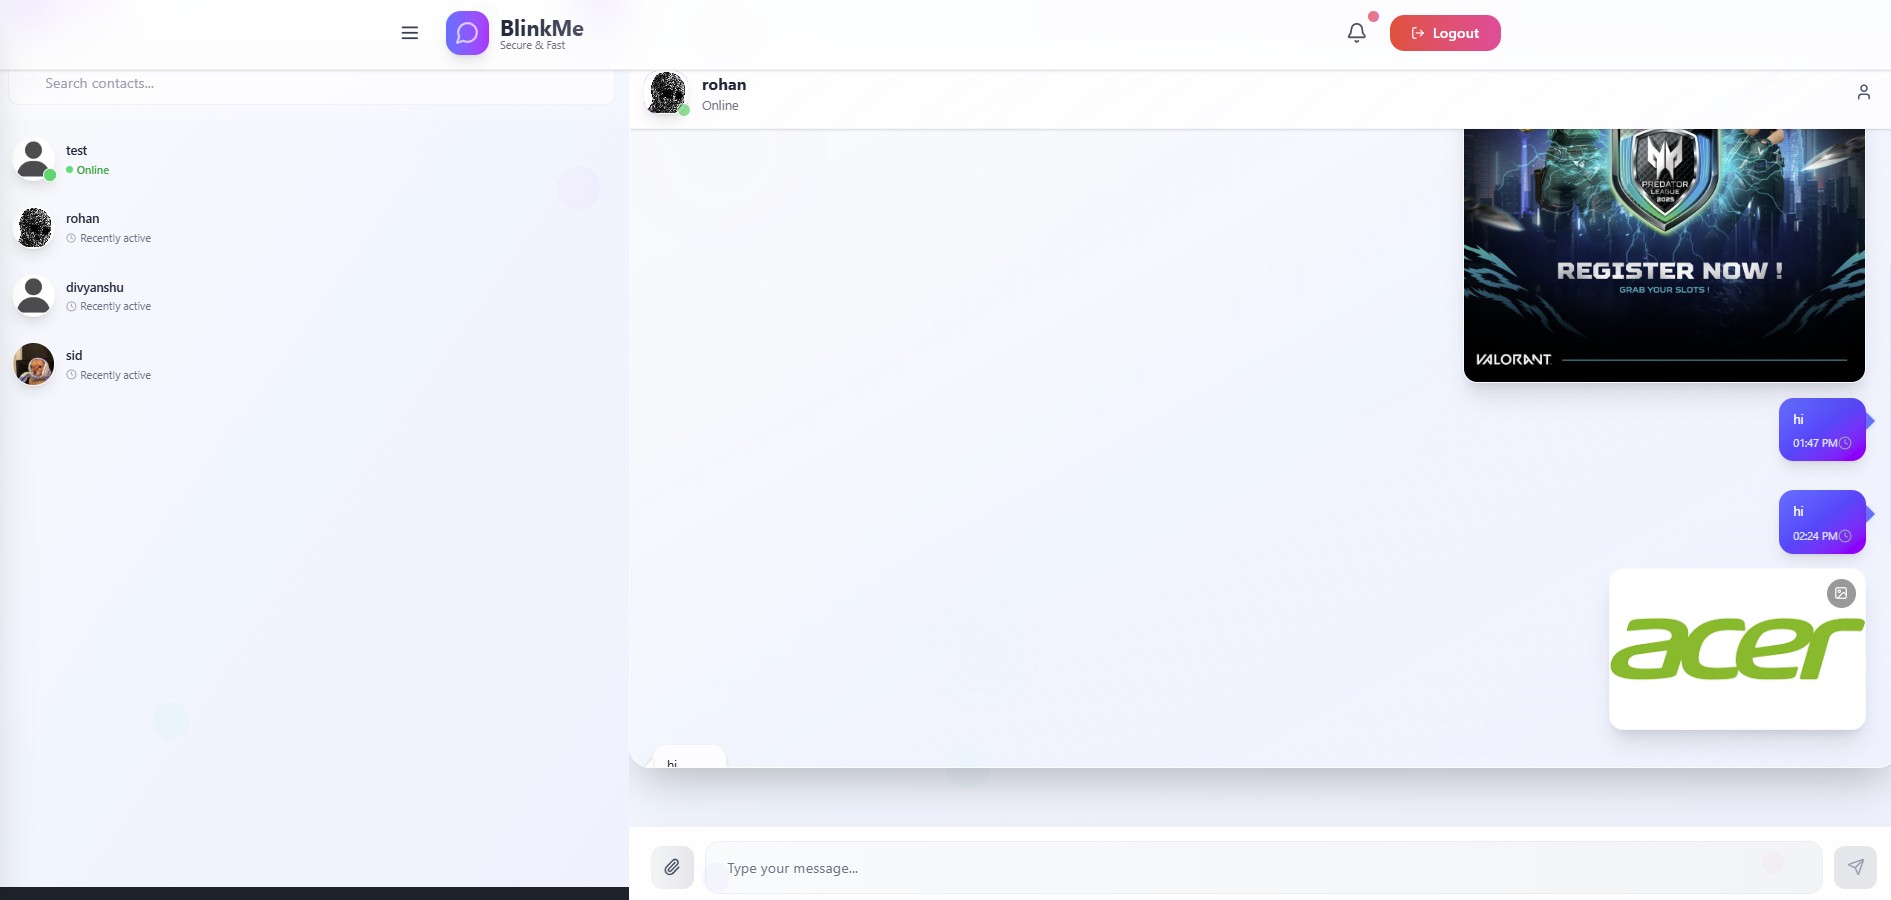 BlinkMe
Secure & Fast
Logout
Search contacts...
test
Online
rohan
Recently active
divyanshu
Recently active
sid
Recently active
rohan
Online
PREDATOR
LEAGUE
2025
REGISTER NOW !
GRAB YOUR SLOTS !
VALORANT
hi
01:47 PM
hi
02:24 PM
acer
hi
Type your message...